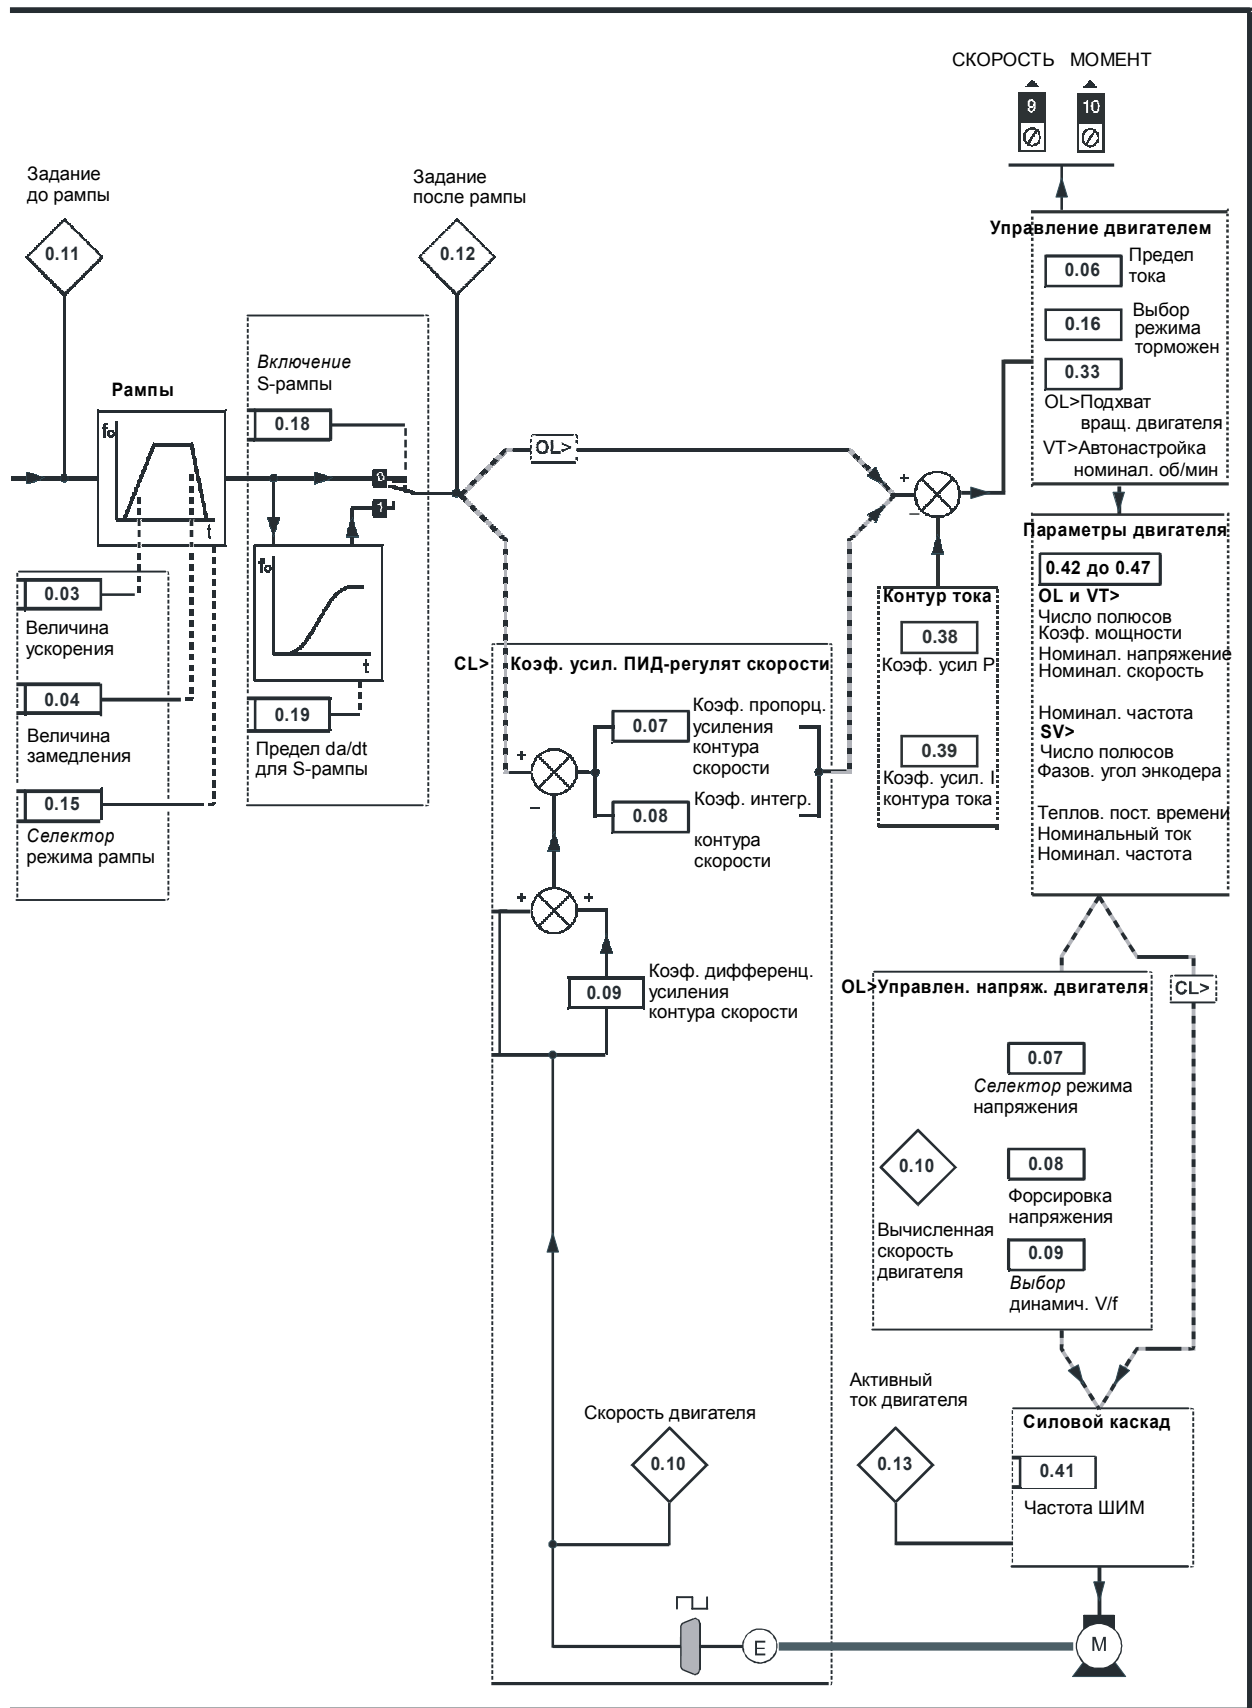 СКОРОСТЬ МОМЕНТ
9 10
Задание
до рампы
0.11
Задание
после рампы
0.12
Управление двигателем
0.06
Предел
тока
0.16
Выбор
режима
торможен
0.33
OL>Подхват
вращ. двигателя
VT>Автонастройка
номинал. об/мин
Рампы
fo
t
Включение
S-рампы
0.18
0
1
fo
t
0.19
Предел da/dt
для S-рампы
OL>
+
−
0.03
Величина
ускорения
0.04
Величина
замедления
0.15
Селектор
режима рампы
Параметры двигателя
0.42 до 0.47
OL и VT>
Число полюсов
Коэф. мощности
Номинал. напряжение
Номинал. скорость
Номинал. частота
SV>
Число полюсов
Фазов. угол энкодера
Теплов. пост. времени
Номинальный ток
Номинал. частота
Контур тока
0.38
Коэф. усил P
0.39
Коэф. усил. I
контура тока
CL>
Коэф. усил. ПИД-регулят скорости
0.07
Коэф. пропорц.
усиления
контура
скорости
+
−
0.08
Коэф. интегр.
контура
скорости
+ +
0.09
Коэф. дифференц.
усиления
контура скорости
OL>Управлен. напряж. двигателя
CL>
0.07
Селектор режима
напряжения
0.10
Вычисленная
скорость
двигателя
0.08
Форсировка
напряжения
0.09
Выбор
динамич. V/f
Скорость двигателя
0.10
Активный
ток двигателя
0.13
Силовой каскад
0.41
Частота ШИМ
E
M